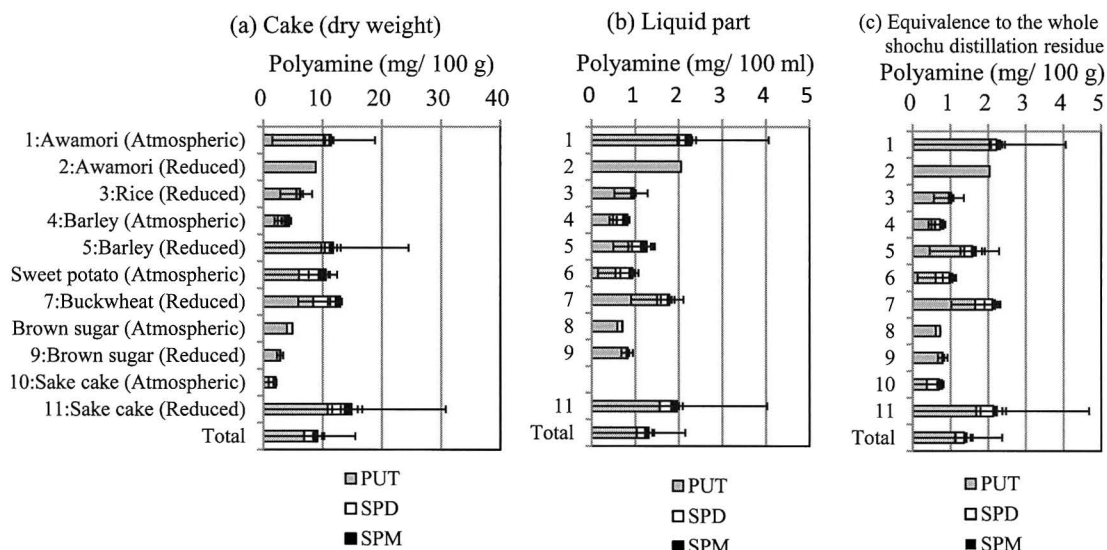 (a) Cake (dry weight)
Polyamine (mg/ 100 g)
0 10 20 30 40
1:Awamori (Atmospheric)
2:Awamori (Reduced)
3:Rice (Reduced)
4:Barley (Atmospheric)
5:Barley (Reduced)
Sweet potato (Atmospheric)
7:Buckwheat (Reduced)
Brown sugar (Atmospheric)
9:Brown sugar (Reduced)
10:Sake cake (Atmospheric)
11:Sake cake (Reduced)
Total
PUT
SPD
SPM
(b) Liquid part
Polyamine (mg/ 100 ml)
0 1 2 3 4 5
1
2
3
4
5
6
7
8
9
11
Total
PUT
SPD
SPM
(c) Equivalence to the whole
shochu distillation residue
Polyamine (mg/ 100 g)
0 1 2 3 4 5
1
2
3
4
5
6
7
8
9
10
11
Total
PUT
SPD
SPM